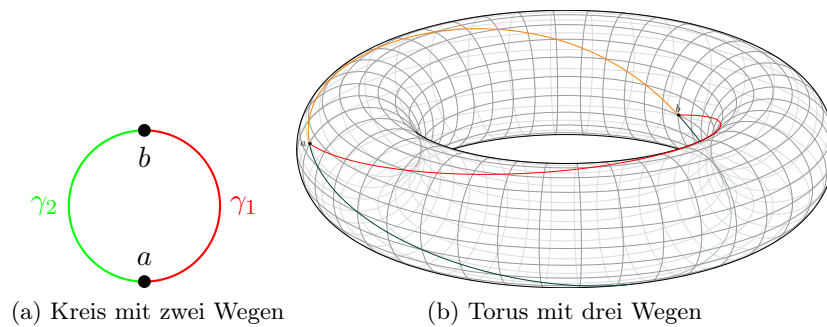 b
a
b
γ₂
γ₁
a
(a) Kreis mit zwei Wegen
(b) Torus mit drei Wegen